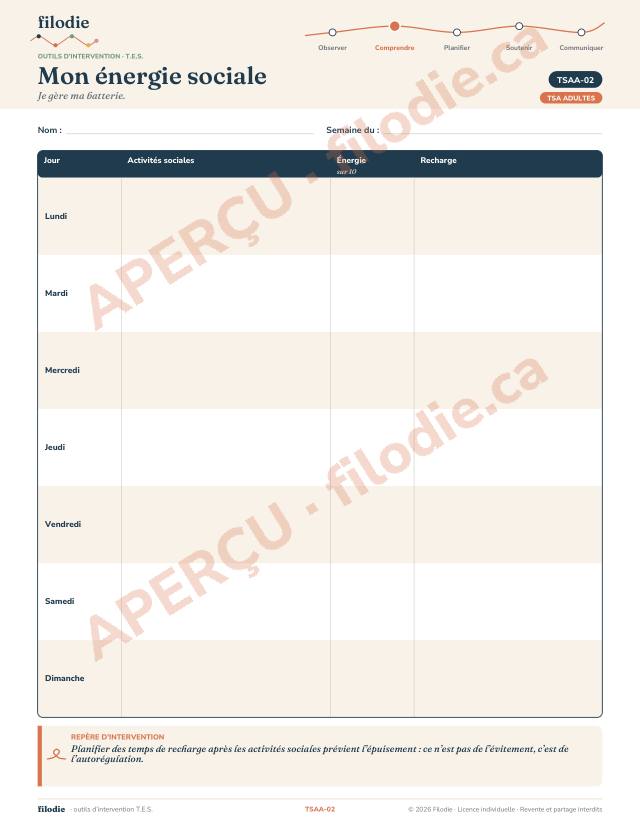 filodie
OUTILS D'INTERVENTION · T.E.S.
Observer Comprendre Planifier Soutenir Communiquer
Mon énergie sociale
Je gère ma batterie.
TSAA-02
TSA ADULTES
Nom : Semaine du :
Jour Activités sociales Énergie Recharge
sur 10
Lundi
Mardi
Mercredi
Jeudi
Vendredi
Samedi
Dimanche
APERÇU · filodie.ca
APERÇU · filodie.ca
REPÈRE D'INTERVENTION
Planifier des temps de recharge après les activités sociales prévient l'épuisement : ce n'est pas de l'évitement, c'est de
l'autorégulation.
filodie · outils d'intervention T.E.S. TSAA-02 © 2026 Filodie · Licence individuelle · Revente et partage interdits